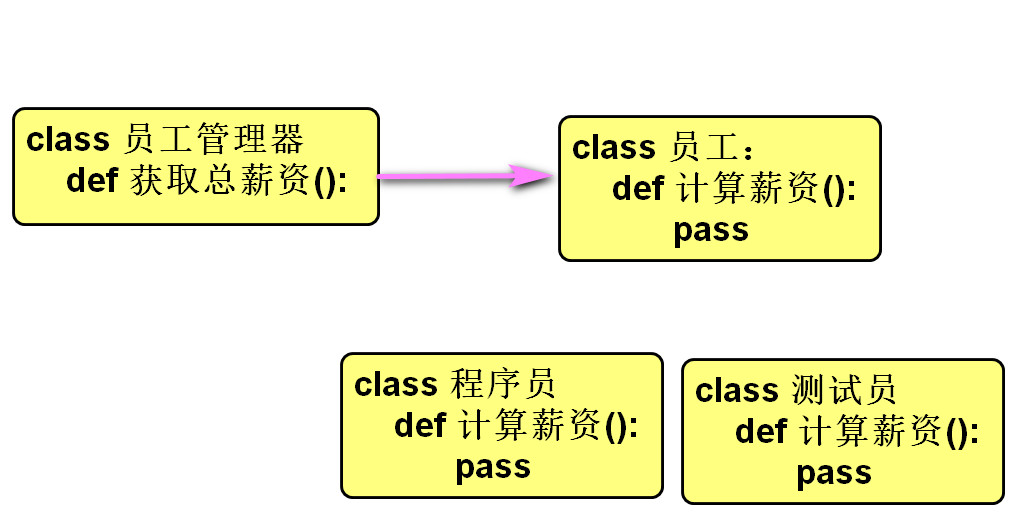 class 员工管理器
def 获取总薪资():
class 员工：
def 计算薪资():
pass
class 程序员
def 计算薪资():
pass
class 测试员
def 计算薪资():
pass